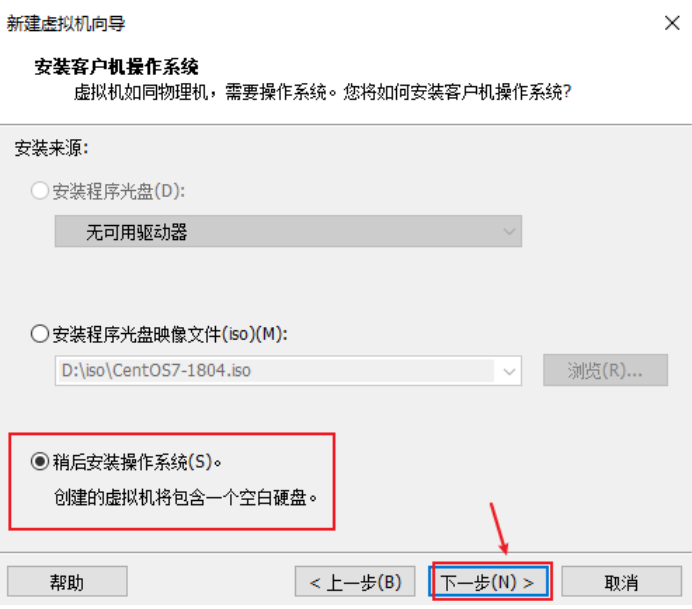 新建虚拟机向导
安装客户机操作系统
虚拟机如同物理机，需要操作系统。您将如何安装客户机操作系统?
安装来源:
安装程序光盘(D):
无可用驱动器
安装程序光盘映像文件(iso)(M):
D:\iso\CentOS7-1804.iso
浏览(R)...
稍后安装操作系统(S)。
创建的虚拟机将包含一个空白硬盘。
帮助
< 上一步(B)
下一步(N) >
取消